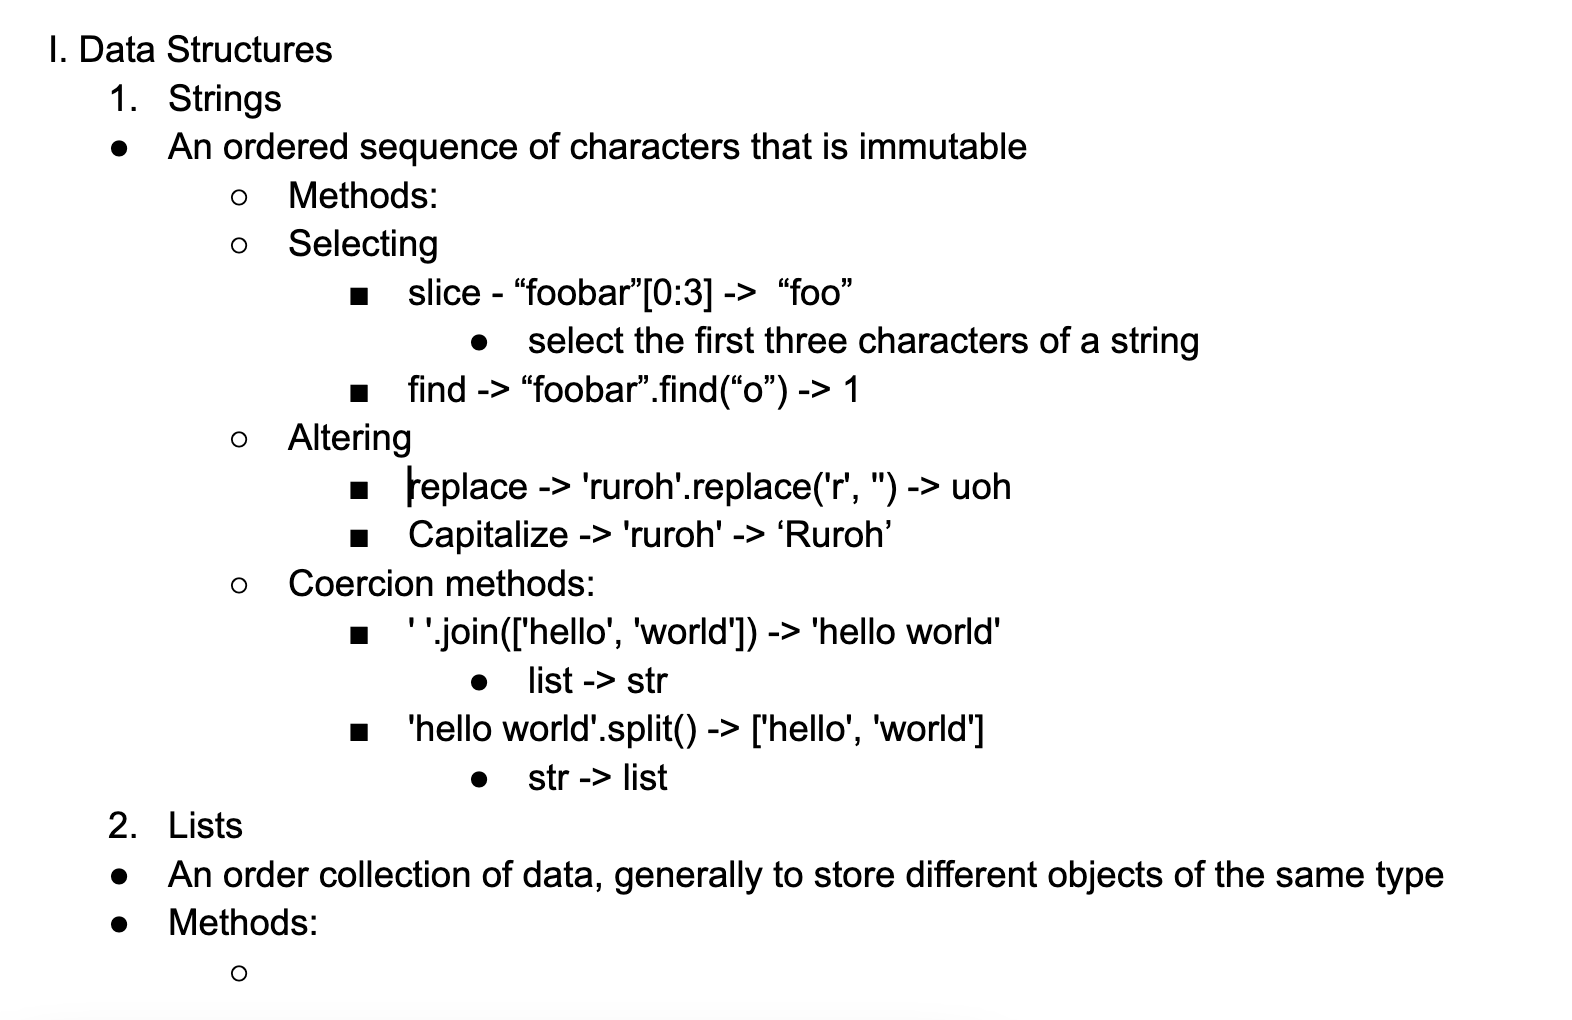 I. Data Structures
1. Strings
● An ordered sequence of characters that is immutable
○ Methods:
○ Selecting
■ slice - “foobar”[0:3] -> “foo”
● select the first three characters of a string
■ find -> “foobar”.find(“o”) -> 1
○ Altering
■ replace -> 'ruroh'.replace('r', '') -> uoh
■ Capitalize -> 'ruroh' -> ‘Ruroh’
○ Coercion methods:
■ ' '.join(['hello', 'world']) -> 'hello world'
● list -> str
■ 'hello world'.split() -> ['hello', 'world']
● str -> list
2. Lists
● An order collection of data, generally to store different objects of the same type
● Methods:
○